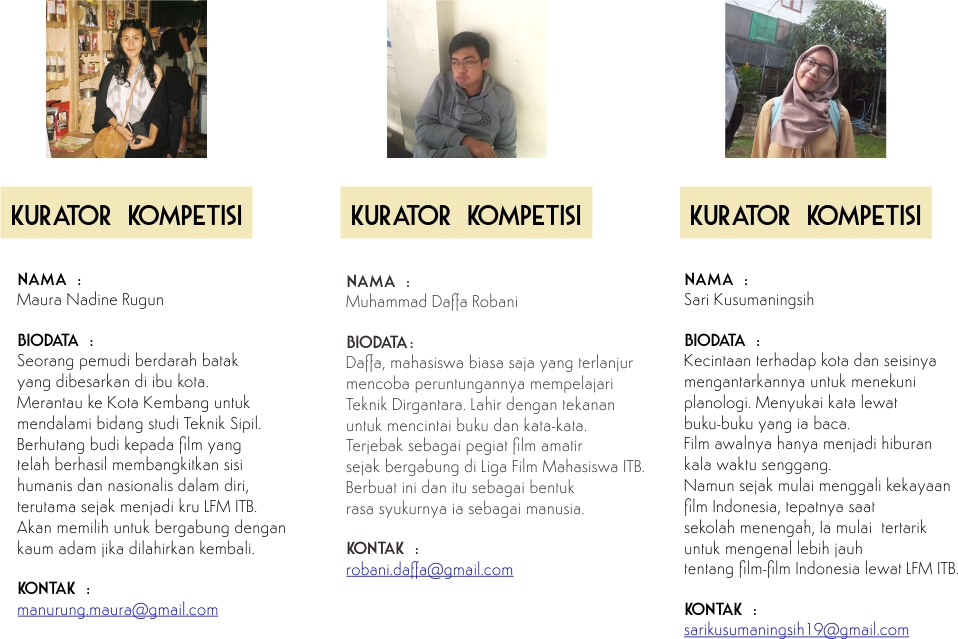 KURATOR KOMPETISI
NAMA :
Maura Nadine Rugun
BIODATA :
Seorang pemudi berdarah batak
yang dibesarkan di ibu kota.
Merantau ke Kota Kembang untuk
mendalami bidang studi Teknik Sipil.
Berhutang budi kepada film yang
telah berhasil membangkitkan sisi
humanis dan nasionalis dalam diri,
terutama sejak menjadi kru LFM ITB.
Akan memilih untuk bergabung dengan
kaum adam jika dilahirkan kembali.
KONTAK :
manurung.maura@gmail.com
KURATOR KOMPETISI
NAMA :
Muhammad Daffa Robani
BIODATA :
Daffa, mahasiswa biasa saja yang terlanjur
mencoba peruntungannya mempelajari
Teknik Dirgantara. Lahir dengan tekanan
untuk mencintai buku dan kata-kata.
Terjebak sebagai pegiat film amatir
sejak bergabung di Liga Film Mahasiswa ITB.
Berbuat ini dan itu sebagai bentuk
rasa syukurnya ia sebagai manusia.
KONTAK :
robani.daffa@gmail.com
KURATOR KOMPETISI
NAMA :
Sari Kusumaningsih
BIODATA :
Kecintaan terhadap kota dan seisinya
mengantarkannya untuk menekuni
planologi. Menyukai kata lewat
buku-buku yang ia baca.
Film awalnya hanya menjadi hiburan
kala waktu senggang.
Namun sejak mulai menggali kekayaan
film Indonesia, tepatnya saat
sekolah menengah, Ia mulai tertarik
untuk mengenal lebih jauh
tentang film-film Indonesia lewat LFM ITB.
KONTAK :
sarikusumaningsih19@gmail.com